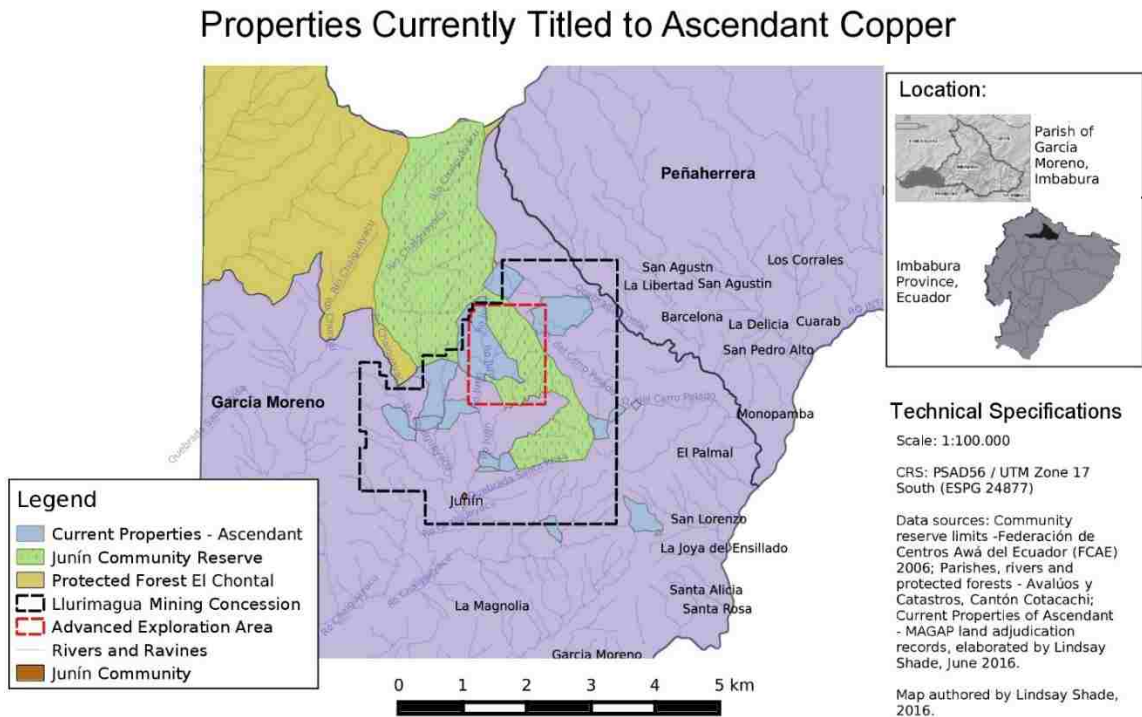 Properties Currently Titled to Ascendant Copper
Location:
Parish of
García
Moreno,
Imbabura
Imbabura
Province,
Ecuador
Peñaherrera
Los Corrales
San Agustn
La Libertad
San Agustin
Barcelona
La Delicia
Cuarab
San Pedro Alto
Monopamba
El Palmal
García Moreno
Junín
San Lorenzo
La Joya del Ensillado
Santa Alicia
Santa Rosa
La Magnolia
Garcia Moreno
Río Chalguayacu
Legend
Current Properties - Ascendant
Junín Community Reserve
Protected Forest El Chontal
Llurimagua Mining Concession
Advanced Exploration Area
Rivers and Ravines
Junín Community
0 1 2 3 4 5 km
Technical Specifications
Scale: 1:100.000
CRS: PSAD56 / UTM Zone 17
South (ESPG 24877)
Data sources: Community
reserve limits -Federación de
Centros Awá del Ecuador (FCAE)
2006; Parishes, rivers and
protected forests - Avalúos y
Catastros, Cantón Cotacachi;
Current Properties of Ascendant
- MAGAP land adjudication
records, elaborated by Lindsay
Shade, June 2016.
Map authored by Lindsay Shade,
2016.